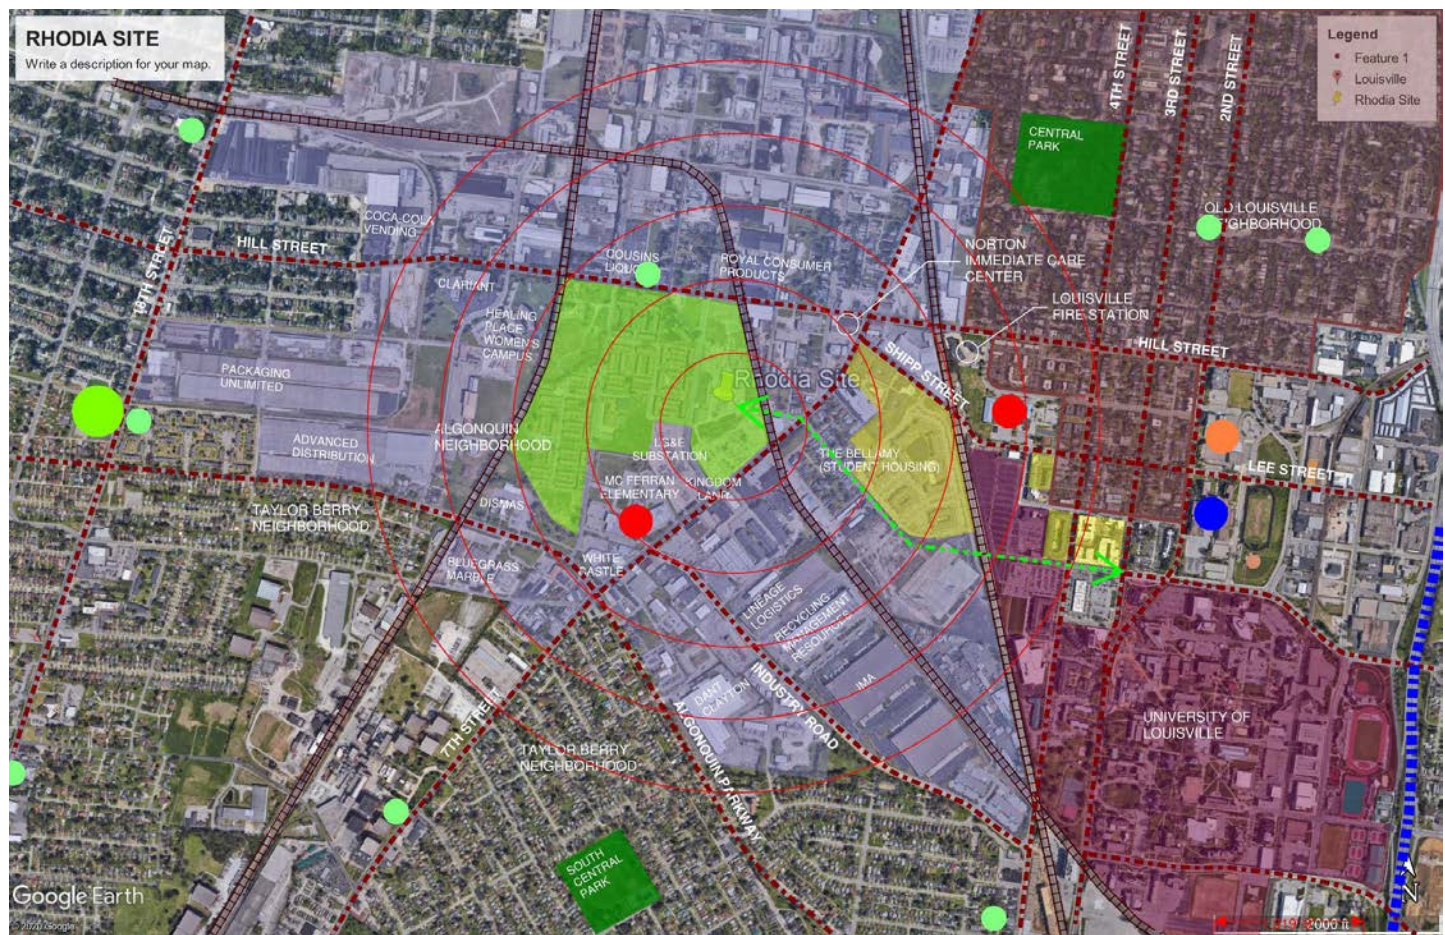 RHODIA SITE
Write a description for your map.
Legend
Feature 1
Louisville
Rhodia Site
4TH STREET
3RD STREET
2ND STREET
CENTRAL
PARK
COCA-COLA
VENDING
HILL STREET
18TH STREET
CLARIANT
COUSINS
LIQUO
ROYAL CONSUMER
PRODUCTS
OLD LOUISVILLE
GHBORHOOD
NORTON
IMMEDIATE CARE
CENTER
LOUISVILLE
FIRE STATION
HEALING
PLACE
WOMEN'S
CAMPUS
HILL STREET
SHIPP STREET
PACKAGING
UNLIMITED
Rhodia Site
ALGONQUIN
NEIGHBORHOOD
ADVANCED
DISTRIBUTION
LG&E
SUBSTATION
THE BELLAMY
(STUDENT HOUSING)
LEE STREET
MC FERRAN
ELEMENTARY
KINGDOM
LAND
DISMAS
TAYLOR BERRY
NEIGHBORHOOD
BLUEGRASS
MARBLE
WHITE
CASTLE
LINEAGE
LOGISTICS
RECYCLING
MANAGEMENT
RESOURCES
IMA
DANT
CLAYTON
INDUSTRY ROAD
ALGONQUIN PARKWAY
7TH STREET
TAYLOR BERRY
NEIGHBORHOOD
UNIVERSITY OF
LOUISVILLE
SOUTH
CENTRAL
PARK
Google Earth
© 2020 Google
N
2000 ft